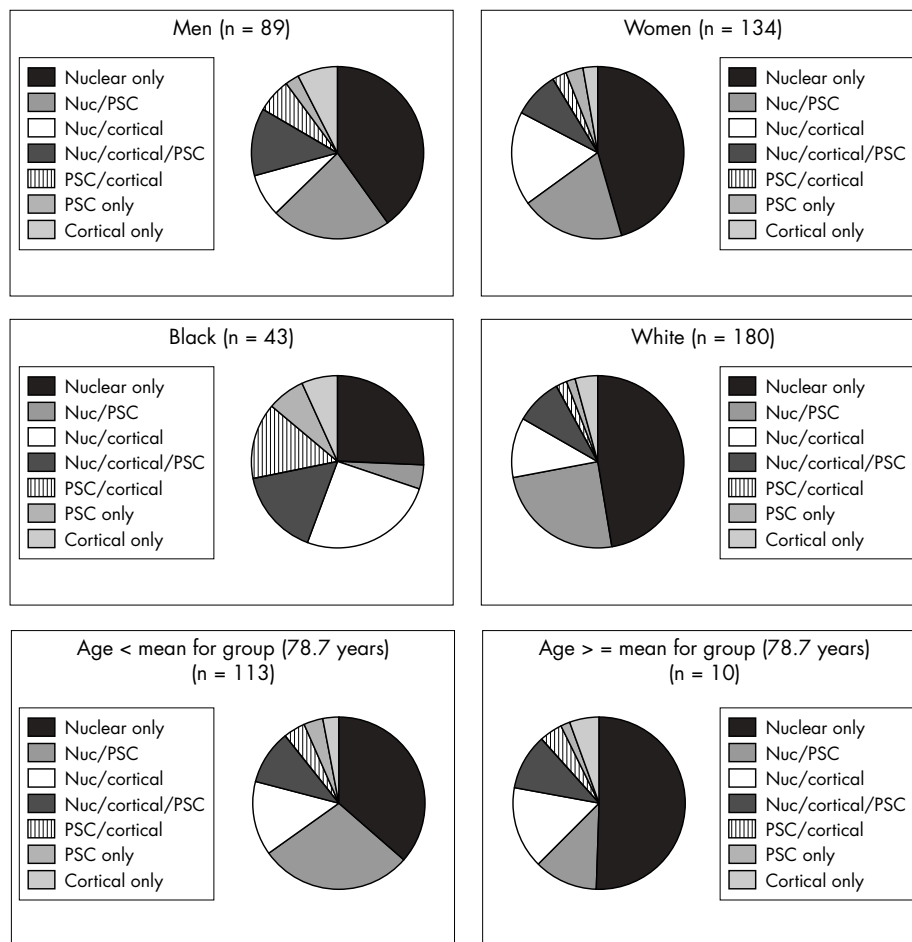 Men (n = 89)
Nuclear only
Nuc/PSC
Nuc/cortical
Nuc/cortical/PSC
PSC/cortical
PSC only
Cortical only
Women (n = 134)
Nuclear only
Nuc/PSC
Nuc/cortical
Nuc/cortical/PSC
PSC/cortical
PSC only
Cortical only
Black (n = 43)
Nuclear only
Nuc/PSC
Nuc/cortical
Nuc/cortical/PSC
PSC/cortical
PSC only
Cortical only
White (n = 180)
Nuclear only
Nuc/PSC
Nuc/cortical
Nuc/cortical/PSC
PSC/cortical
PSC only
Cortical only
Age < mean for group (78.7 years)
(n = 113)
Nuclear only
Nuc/PSC
Nuc/cortical
Nuc/cortical/PSC
PSC/cortical
PSC only
Cortical only
Age > = mean for group (78.7 years)
(n = 10)
Nuclear only
Nuc/PSC
Nuc/cortical
Nuc/cortical/PSC
PSC/cortical
PSC only
Cortical only